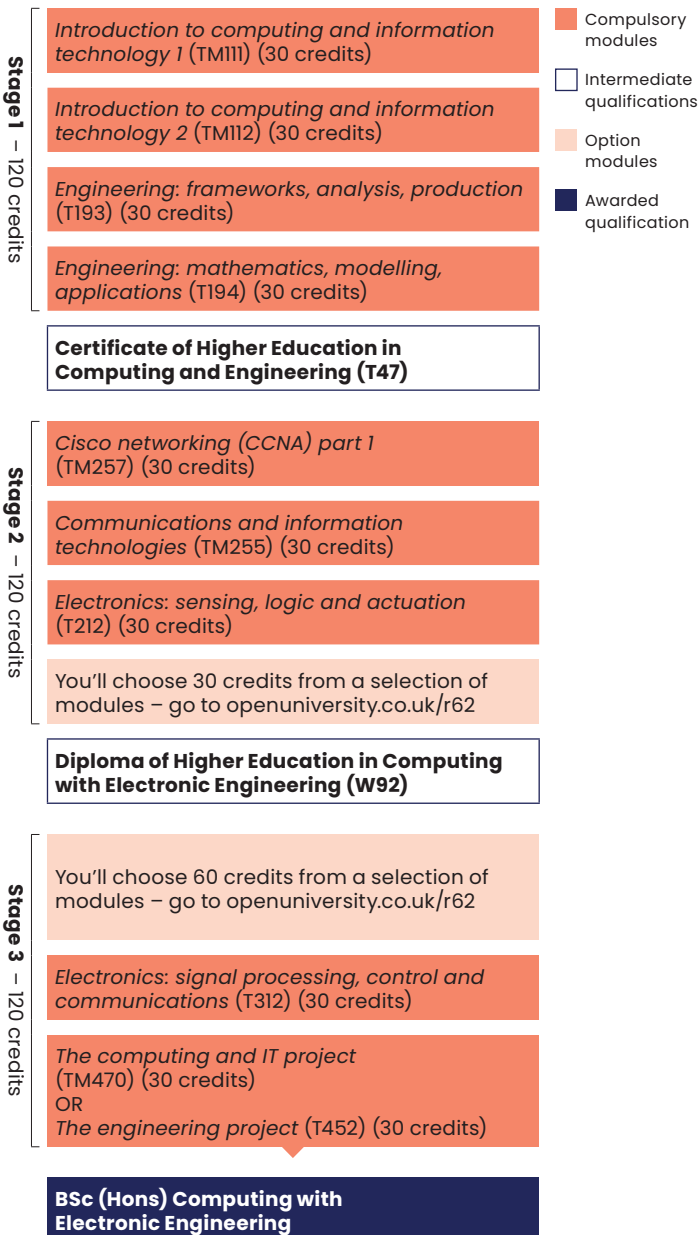 Introduction to computing and information
technology 1 (TM111) (30 credits)
Introduction to computing and information
technology 2 (TM112) (30 credits)
Engineering: frameworks, analysis, production
(T193) (30 credits)
Engineering: mathematics, modelling,
applications (T194) (30 credits)
Stage 1 – 120 credits
Certificate of Higher Education in
Computing and Engineering (T47)
Cisco networking (CCNA) part 1
(TM257) (30 credits)
Communications and information
technologies (TM255) (30 credits)
Electronics: sensing, logic and actuation
(T212) (30 credits)
You’ll choose 30 credits from a selection of
modules – go to openuniversity.co.uk/r62
Stage 2 – 120 credits
Diploma of Higher Education in Computing
with Electronic Engineering (W92)
You’ll choose 60 credits from a selection of
modules – go to openuniversity.co.uk/r62
Electronics: signal processing, control and
communications (T312) (30 credits)
The computing and IT project
(TM470) (30 credits)
OR
The engineering project (T452) (30 credits)
Stage 3 – 120 credits
BSc (Hons) Computing with
Electronic Engineering
Compulsory
modules
Intermediate
qualifications
Option
modules
Awarded
qualification